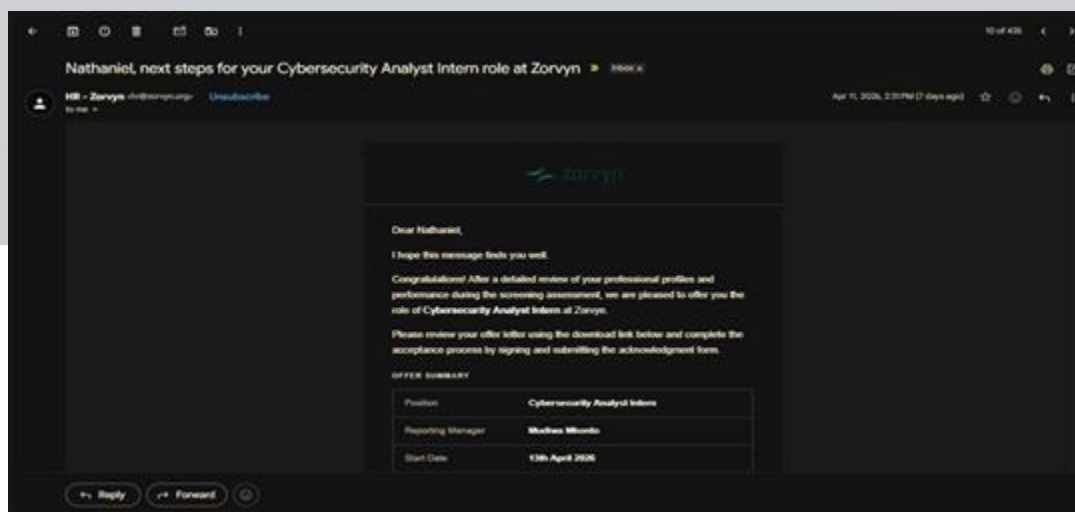 10 of 435
Nathaniel, next steps for your Cybersecurity Analyst Intern role at Zorvyn
Inbox x
HR - Zorvyn <hr@zorvyn.org> Unsubscribe
to me
Apr 11, 2026, 2:31 PM (7 days ago)
zorvyn
Dear Nathaniel,
I hope this message finds you well.
Congratulations! After a detailed review of your professional profiles and
performance during the screening assessment, we are pleased to offer you the
role of Cybersecurity Analyst Intern at Zorvyn.
Please review your offer letter using the download link below and complete the
acceptance process by signing and submitting the acknowledgment form.
OFFER SUMMARY
Position Cybersecurity Analyst Intern
Reporting Manager
Start Date 13th April 2026
Reply Forward